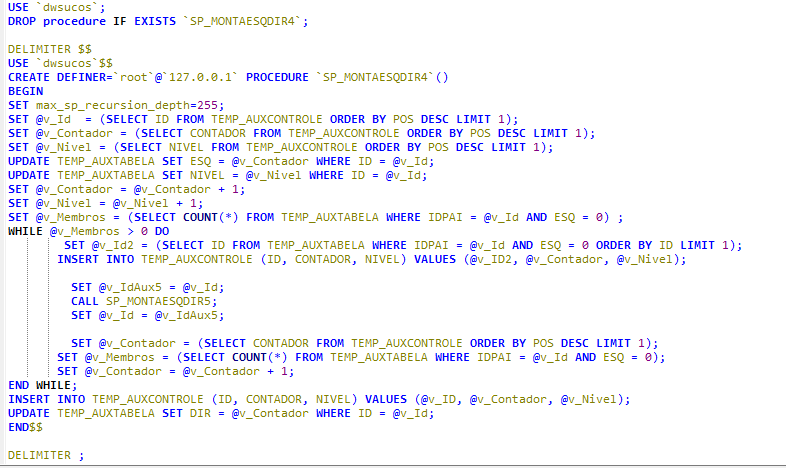 USE `dwsucos`;
DROP procedure IF EXISTS `SP_MONTAESQDIR4`;
DELIMITER $$
USE `dwsucos`$$
CREATE DEFINER=`root`@`127.0.0.1` PROCEDURE `SP_MONTAESQDIR4`()
BEGIN
SET max_sp_recursion_depth=255;
SET @v_Id  = (SELECT ID FROM TEMP_AUXCONTROLE ORDER BY POS DESC LIMIT 1);
SET @v_Contador = (SELECT CONTADOR FROM TEMP_AUXCONTROLE ORDER BY POS DESC LIMIT 1);
SET @v_Nivel = (SELECT NIVEL FROM TEMP_AUXCONTROLE ORDER BY POS DESC LIMIT 1);
UPDATE TEMP_AUXTABELA SET ESQ = @v_Contador WHERE ID = @v_Id;
UPDATE TEMP_AUXTABELA SET NIVEL = @v_Nivel WHERE ID = @v_Id;
SET @v_Contador = @v_Contador + 1;
SET @v_Nivel = @v_Nivel + 1;
SET @v_Membros = (SELECT COUNT(*) FROM TEMP_AUXTABELA WHERE IDPAI = @v_Id AND ESQ = 0) ;
WHILE @v_Membros > 0 DO
SET @v_Id2 = (SELECT ID FROM TEMP_AUXTABELA WHERE IDPAI = @v_Id AND ESQ = 0 ORDER BY ID LIMIT 1);
INSERT INTO TEMP_AUXCONTROLE (ID, CONTADOR, NIVEL) VALUES (@v_ID2, @v_Contador, @v_Nivel);
SET @v_IdAux5 = @v_Id;
CALL SP_MONTAESQDIR5;
SET @v_Id = @v_IdAux5;
SET @v_Contador = (SELECT CONTADOR FROM TEMP_AUXCONTROLE ORDER BY POS DESC LIMIT 1);
SET @v_Membros = (SELECT COUNT(*) FROM TEMP_AUXTABELA WHERE IDPAI = @v_Id AND ESQ = 0);
SET @v_Contador = @v_Contador + 1;
END WHILE;
INSERT INTO TEMP_AUXCONTROLE (ID, CONTADOR, NIVEL) VALUES (@v_ID, @v_Contador, @v_Nivel);
UPDATE TEMP_AUXTABELA SET DIR = @v_Contador WHERE ID = @v_Id;
END$$
DELIMITER ;